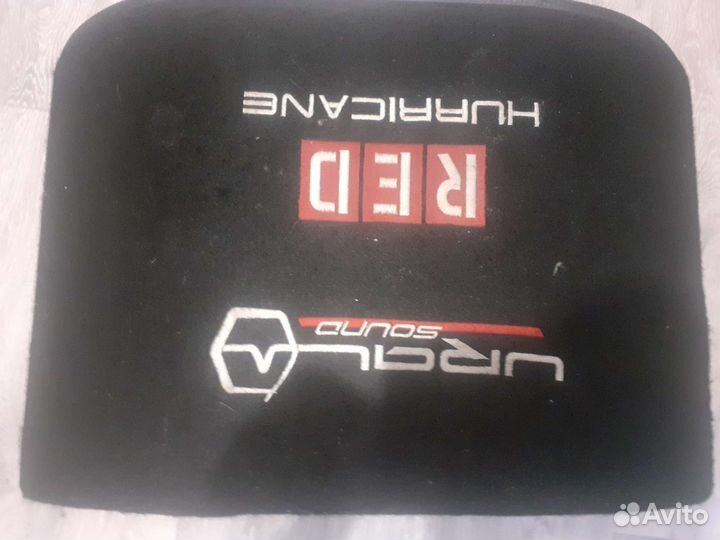 URAL
SOUND
RED
HURRICANE
Avito